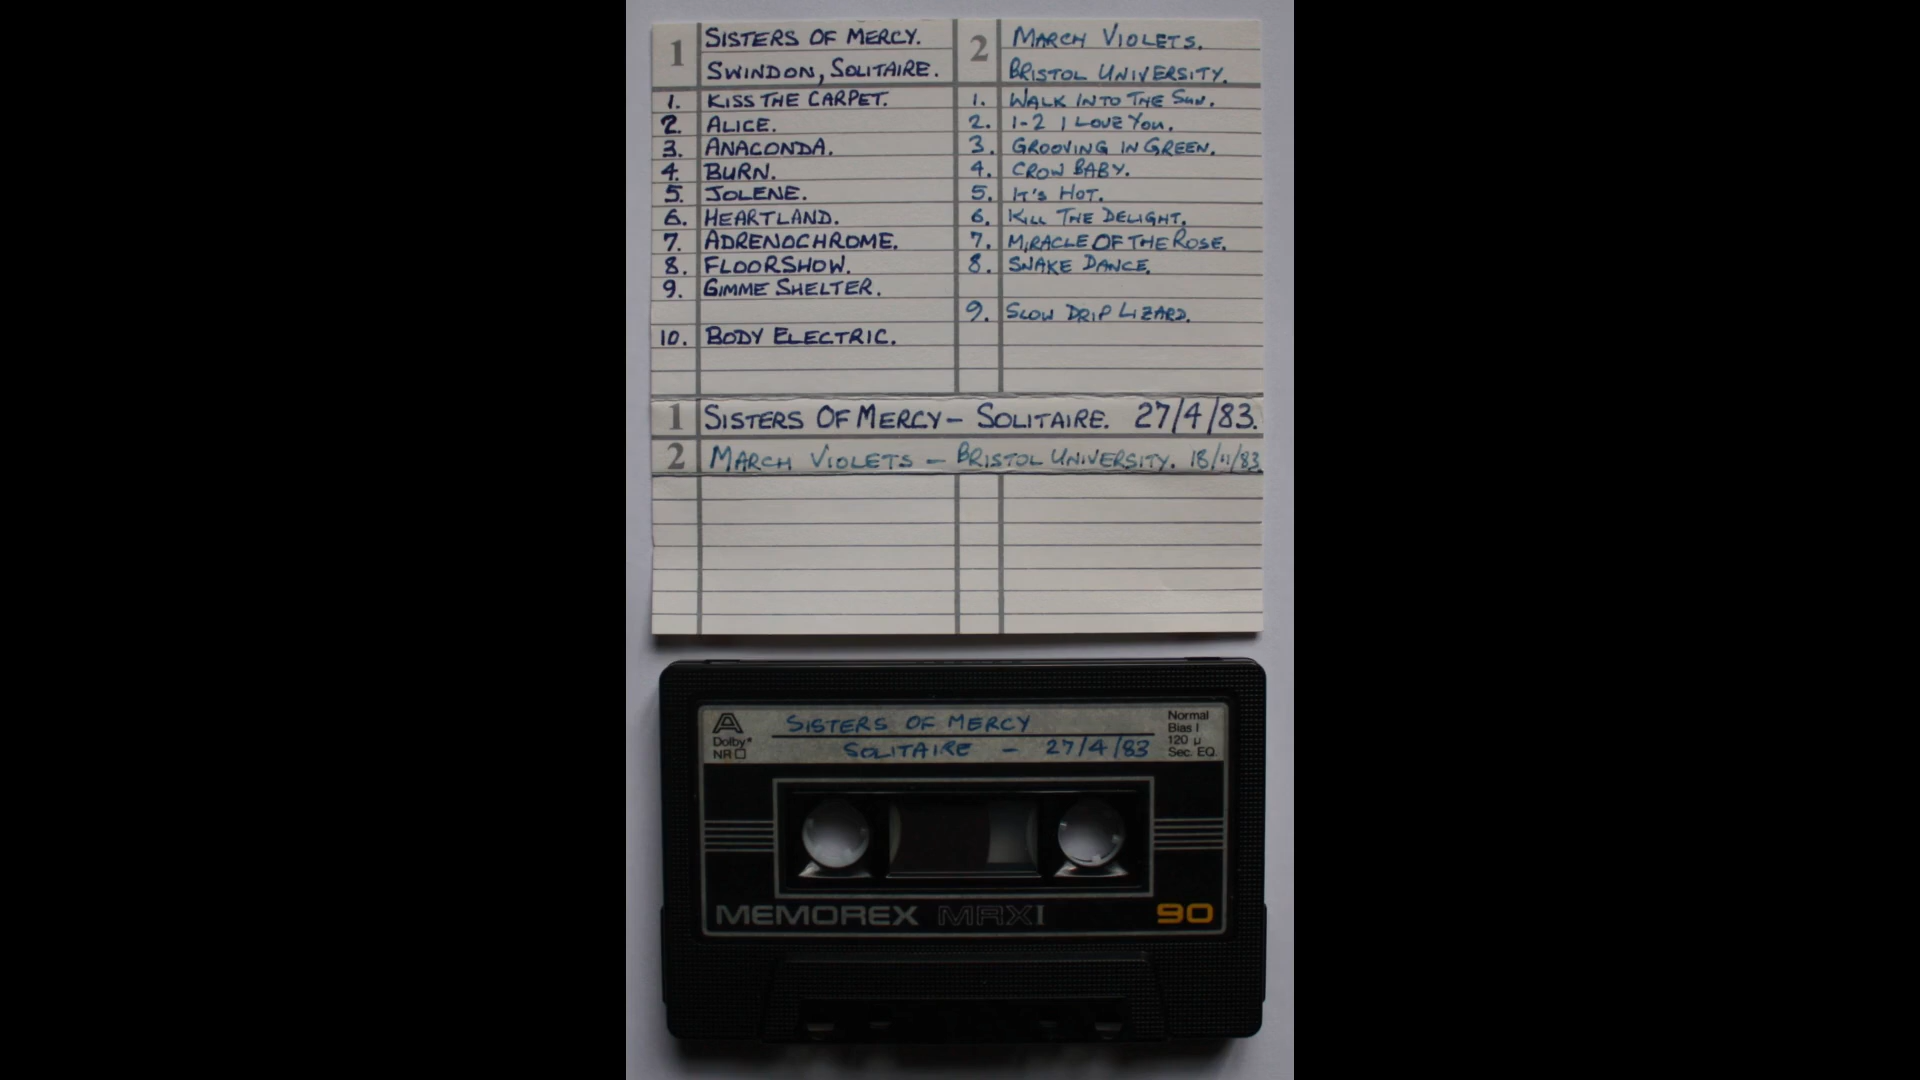 1 SISTERS OF MERCY.
SWINDON, SOLITAIRE.
1. KISS THE CARPET.
2. ALICE.
3. ANACONDA.
4. BURN.
5. JOLENE.
6. HEARTLAND.
7. ADRENOCHROME.
8. FLOORSHOW.
9. GIMME SHELTER.
10. BODY ELECTRIC.
2 MARCH VIOLETS.
BRISTOL UNIVERSITY.
1. WALK INTO THE SUN.
2. 1-2 I LOVE YOU.
3. GROOVING IN GREEN.
4. CROW BABY.
5. IT'S HOT.
6. KILL THE DELIGHT.
7. MIRACLE OF THE ROSE.
8. SNAKE DANCE.
9. SLOW DRIP LIZARD.
1 SISTERS OF MERCY - SOLITAIRE. 27/4/83.
2 MARCH VIOLETS - BRISTOL UNIVERSITY. 18/11/83.
A SISTERS OF MERCY
SOLITAIRE - 27/4/83
Dolby*
NR
Normal
Bias I
120 µ
Sec. EQ.
MEMOREX MRX I 90